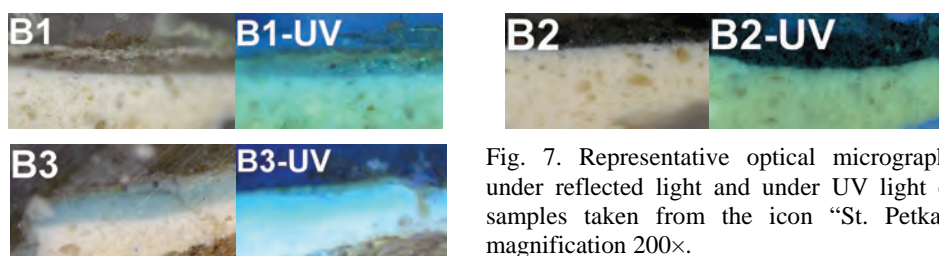 B1 B1-UV B2 B2-UV
B3 B3-UV
Fig. 7. Representative optical micrograph
under reflected light and under UV light
samples taken from the icon “St. Petka
magnification 200×.